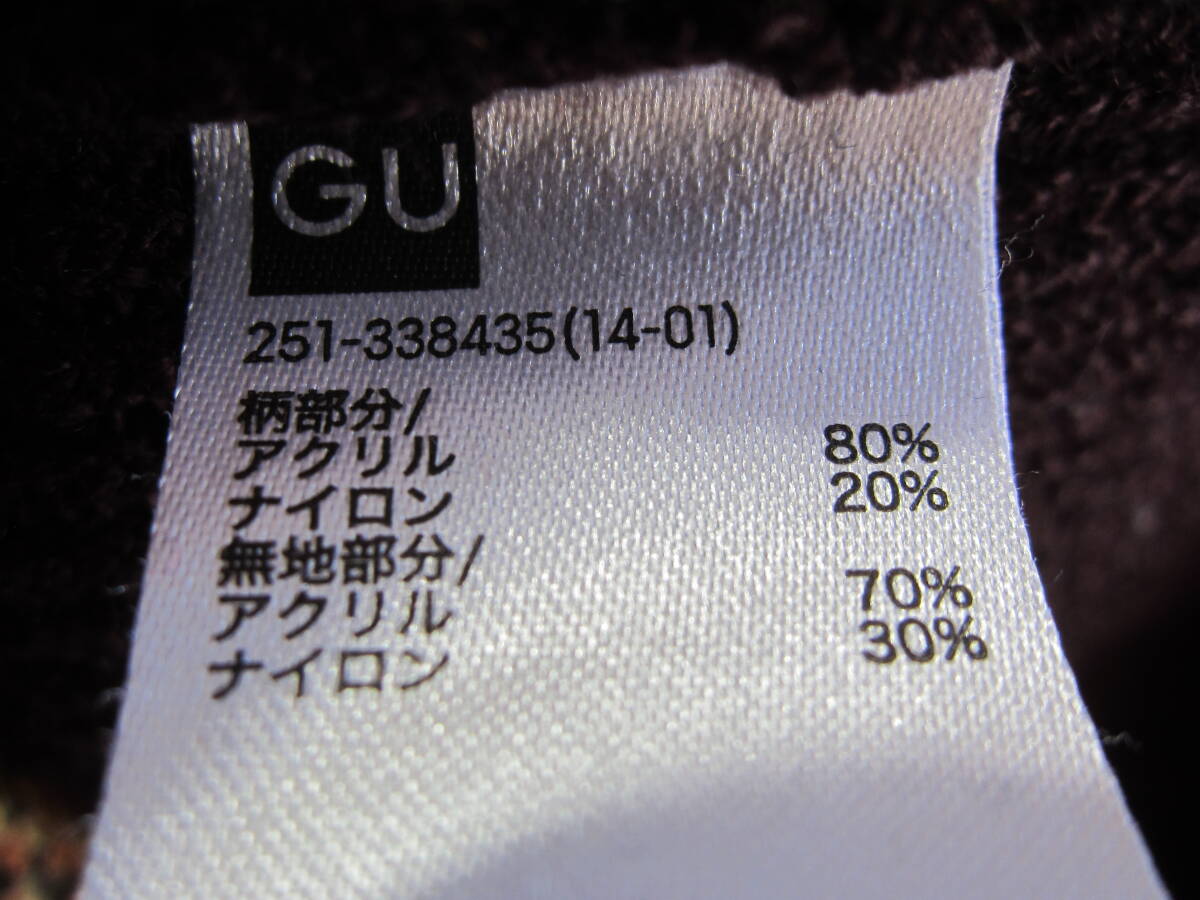 GU
251-338435(14-01)
柄部分/
アクリル 80%
ナイロン 20%
無地部分/
アクリル 70%
ナイロン 30%